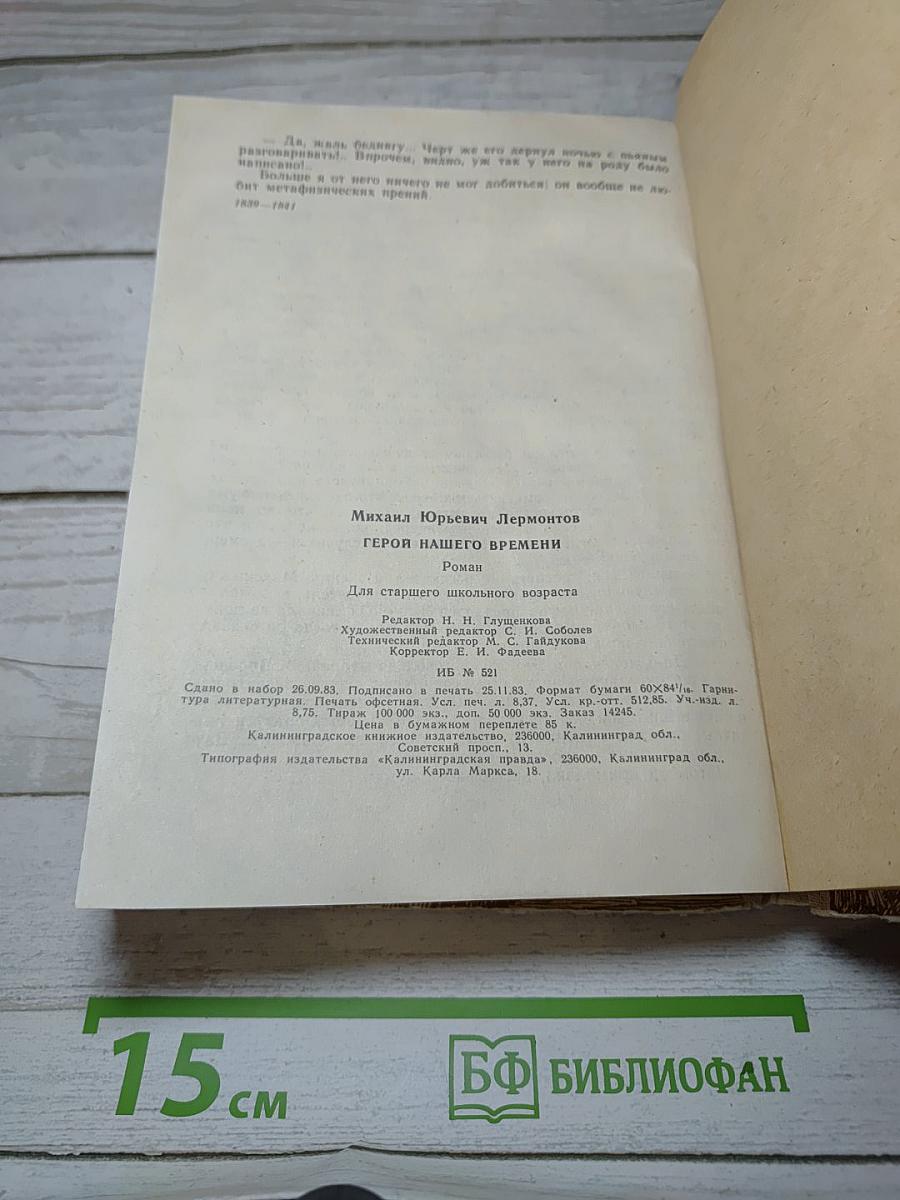 — Да, жаль беднягу... Черт же его дернул ночью с пьяным
разговаривать!.. Впрочем, видно, уж так у него на роду было
написано!..
Больше я от него ничего не мог добиться: он вообще не лю-
бит метафизических прений.
1839—1841
Михаил Юрьевич Лермонтов
ГЕРОЙ НАШЕГО ВРЕМЕНИ
Роман
Для старшего школьного возраста
Редактор Н. Н. Глущенкова
Художественный редактор С. И. Соболев
Технический редактор М. С. Гайдукова
Корректор Е. И. Фадеева
ИБ № 521
Сдано в набор 26.09.83. Подписано в печать 25.11.83. Формат бумаги 60×84¹/₁₆. Гарни-
тура литературная. Печать офсетная. Усл. печ. л. 8,37. Усл. кр.-отт. 512,85. Уч.-изд. л.
8,75. Тираж 100 000 экз., доп. 50 000 экз. Заказ 14245.
Цена в бумажном переплёте 85 к.
Калининградское книжное издательство, 236000, Калининград обл.,
Советский просп., 13.
Типография издательства «Калининградская правда», 236000, Калининград обл.,
ул. Карла Маркса, 18.
15 см
БФ БИБЛИОФАН